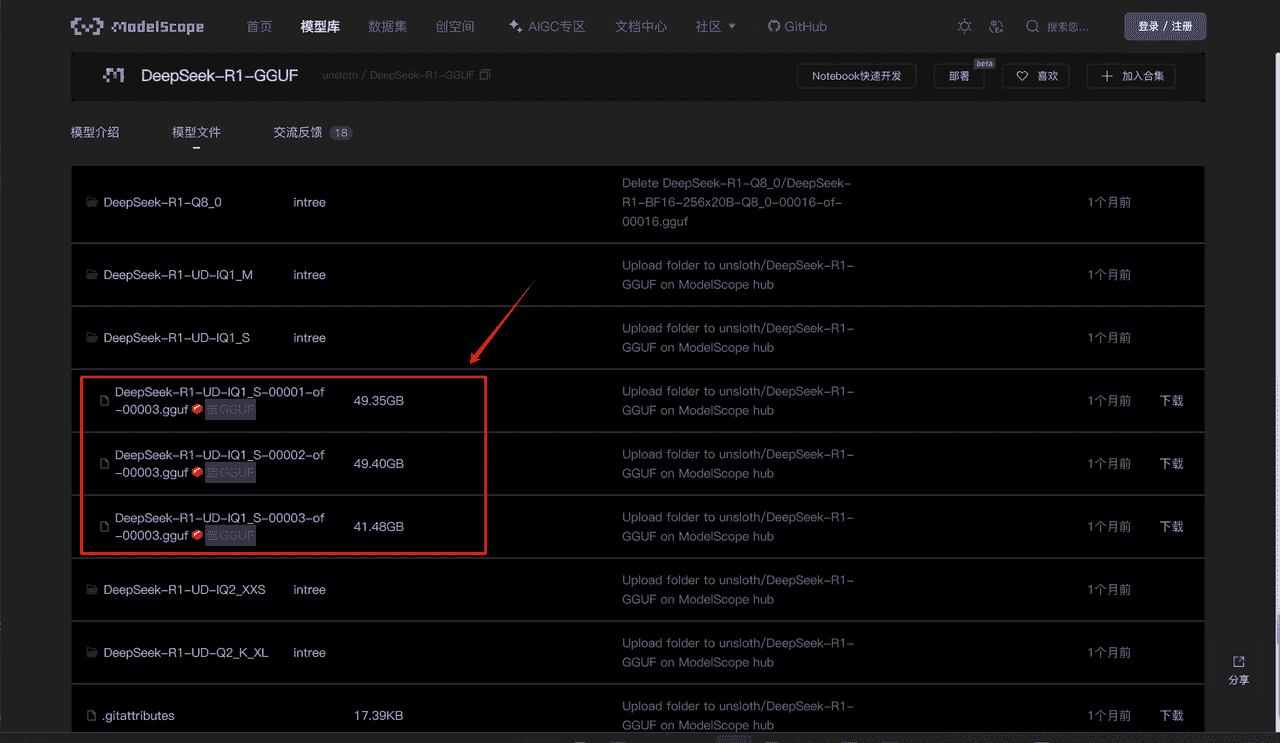 ModelScope 首页 模型库 数据集 创空间 AIGC专区 文档中心 社区 GitHub 搜索您... 登录 / 注册
DeepSeek-R1-GGUF unsloth / DeepSeek-R1-GGUF Notebook快速开发 部署 beta 喜欢 加入合集
模型介绍 模型文件 交流反馈 18
DeepSeek-R1-Q8_0 intree
Delete DeepSeek-R1-Q8_0/DeepSeek-
R1-BF16-256x20B-Q8_0-00016-of-
00016.gguf
1个月前
DeepSeek-R1-UD-IQ1_M intree
Upload folder to unsloth/DeepSeek-R1-
GGUF on ModelScope hub
1个月前
DeepSeek-R1-UD-IQ1_S intree
Upload folder to unsloth/DeepSeek-R1-
GGUF on ModelScope hub
1个月前
DeepSeek-R1-UD-IQ1_S-00001-of
-00003.gguf GGUF
49.35GB
Upload folder to unsloth/DeepSeek-R1-
GGUF on ModelScope hub
1个月前 下载
DeepSeek-R1-UD-IQ1_S-00002-of
-00003.gguf GGUF
49.40GB
Upload folder to unsloth/DeepSeek-R1-
GGUF on ModelScope hub
1个月前 下载
DeepSeek-R1-UD-IQ1_S-00003-of
-00003.gguf GGUF
41.48GB
Upload folder to unsloth/DeepSeek-R1-
GGUF on ModelScope hub
1个月前 下载
DeepSeek-R1-UD-IQ2_XXS intree
Upload folder to unsloth/DeepSeek-R1-
GGUF on ModelScope hub
1个月前
DeepSeek-R1-UD-Q2_K_XL intree
Upload folder to unsloth/DeepSeek-R1-
GGUF on ModelScope hub
1个月前
.gitattributes 17.39KB
Upload folder to unsloth/DeepSeek-R1-
GGUF on ModelScope hub
1个月前 下载
分享